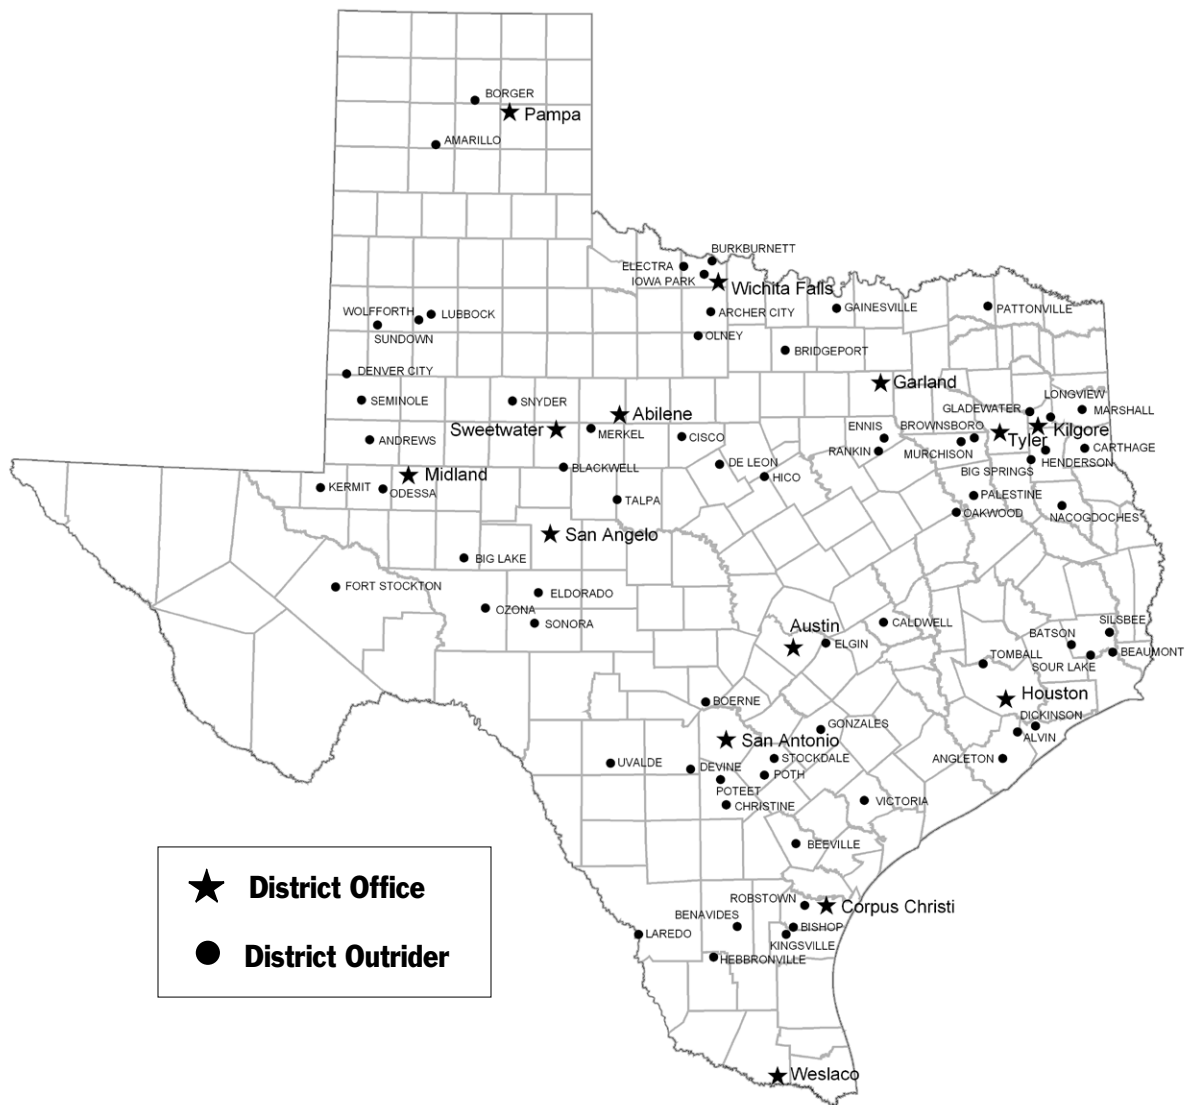 BORGER
Pampa
AMARILLO
BURKBURNETT
ELECTRA
IOWA PARK
Wichita Falls
WOLFFORTH
LUBBOCK
SUNDOWN
ARCHER CITY
GAINESVILLE
PATTONVILLE
OLNEY
BRIDGEPORT
DENVER CITY
Garland
SEMINOLE
SNYDER
Abilene
LONGVIEW
GLADEWATER
MARSHALL
Sweetwater
MERKEL
CISCO
ENNIS
BROWNSBORO
Tyler
Kilgore
ANDREWS
RANKIN
MURCHISON
CARTHAGE
HENDERSON
BIG SPRINGS
Midland
BLACKWELL
DE LEON
HICO
KERMIT
ODESSA
TALPA
PALESTINE
OAKWOOD
NACOGDOCHES
San Angelo
BIG LAKE
FORT STOCKTON
ELDORADO
OZONA
SONORA
Austin
ELGIN
CALDWELL
SILSBEE
BATSON
BEAUMONT
TOMBALL
SOUR LAKE
BOERNE
Houston
DICKINSON
ALVIN
GONZALES
San Antonio
STOCKDALE
ANGLETON
UVALDE
DEVINE
POTH
POTEET
CHRISTINE
VICTORIA
BEEVILLE
ROBSTOWN
Corpus Christi
BENAVIDES
BISHOP
LAREDO
KINGSVILLE
HEBBRONVILLE
Weslaco
District Office
District Outrider